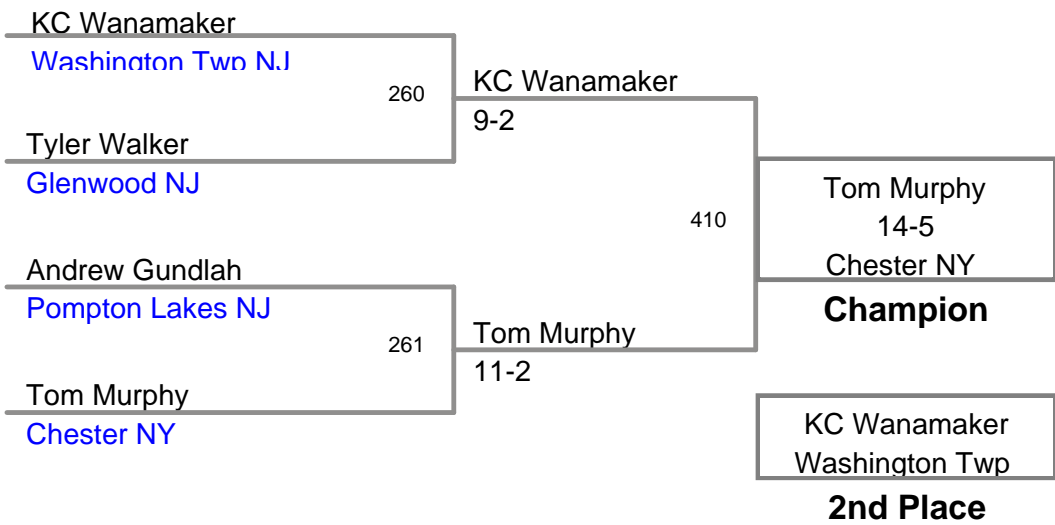 KC Wanamaker
Washington Twp NJ
260
KC Wanamaker
9-2
Tyler Walker
Glenwood NJ
410
Tom Murphy
14-5
Chester NY
Champion
Andrew Gundlah
Pompton Lakes NJ
261
Tom Murphy
11-2
Tom Murphy
Chester NY
KC Wanamaker
Washington Twp
2nd Place